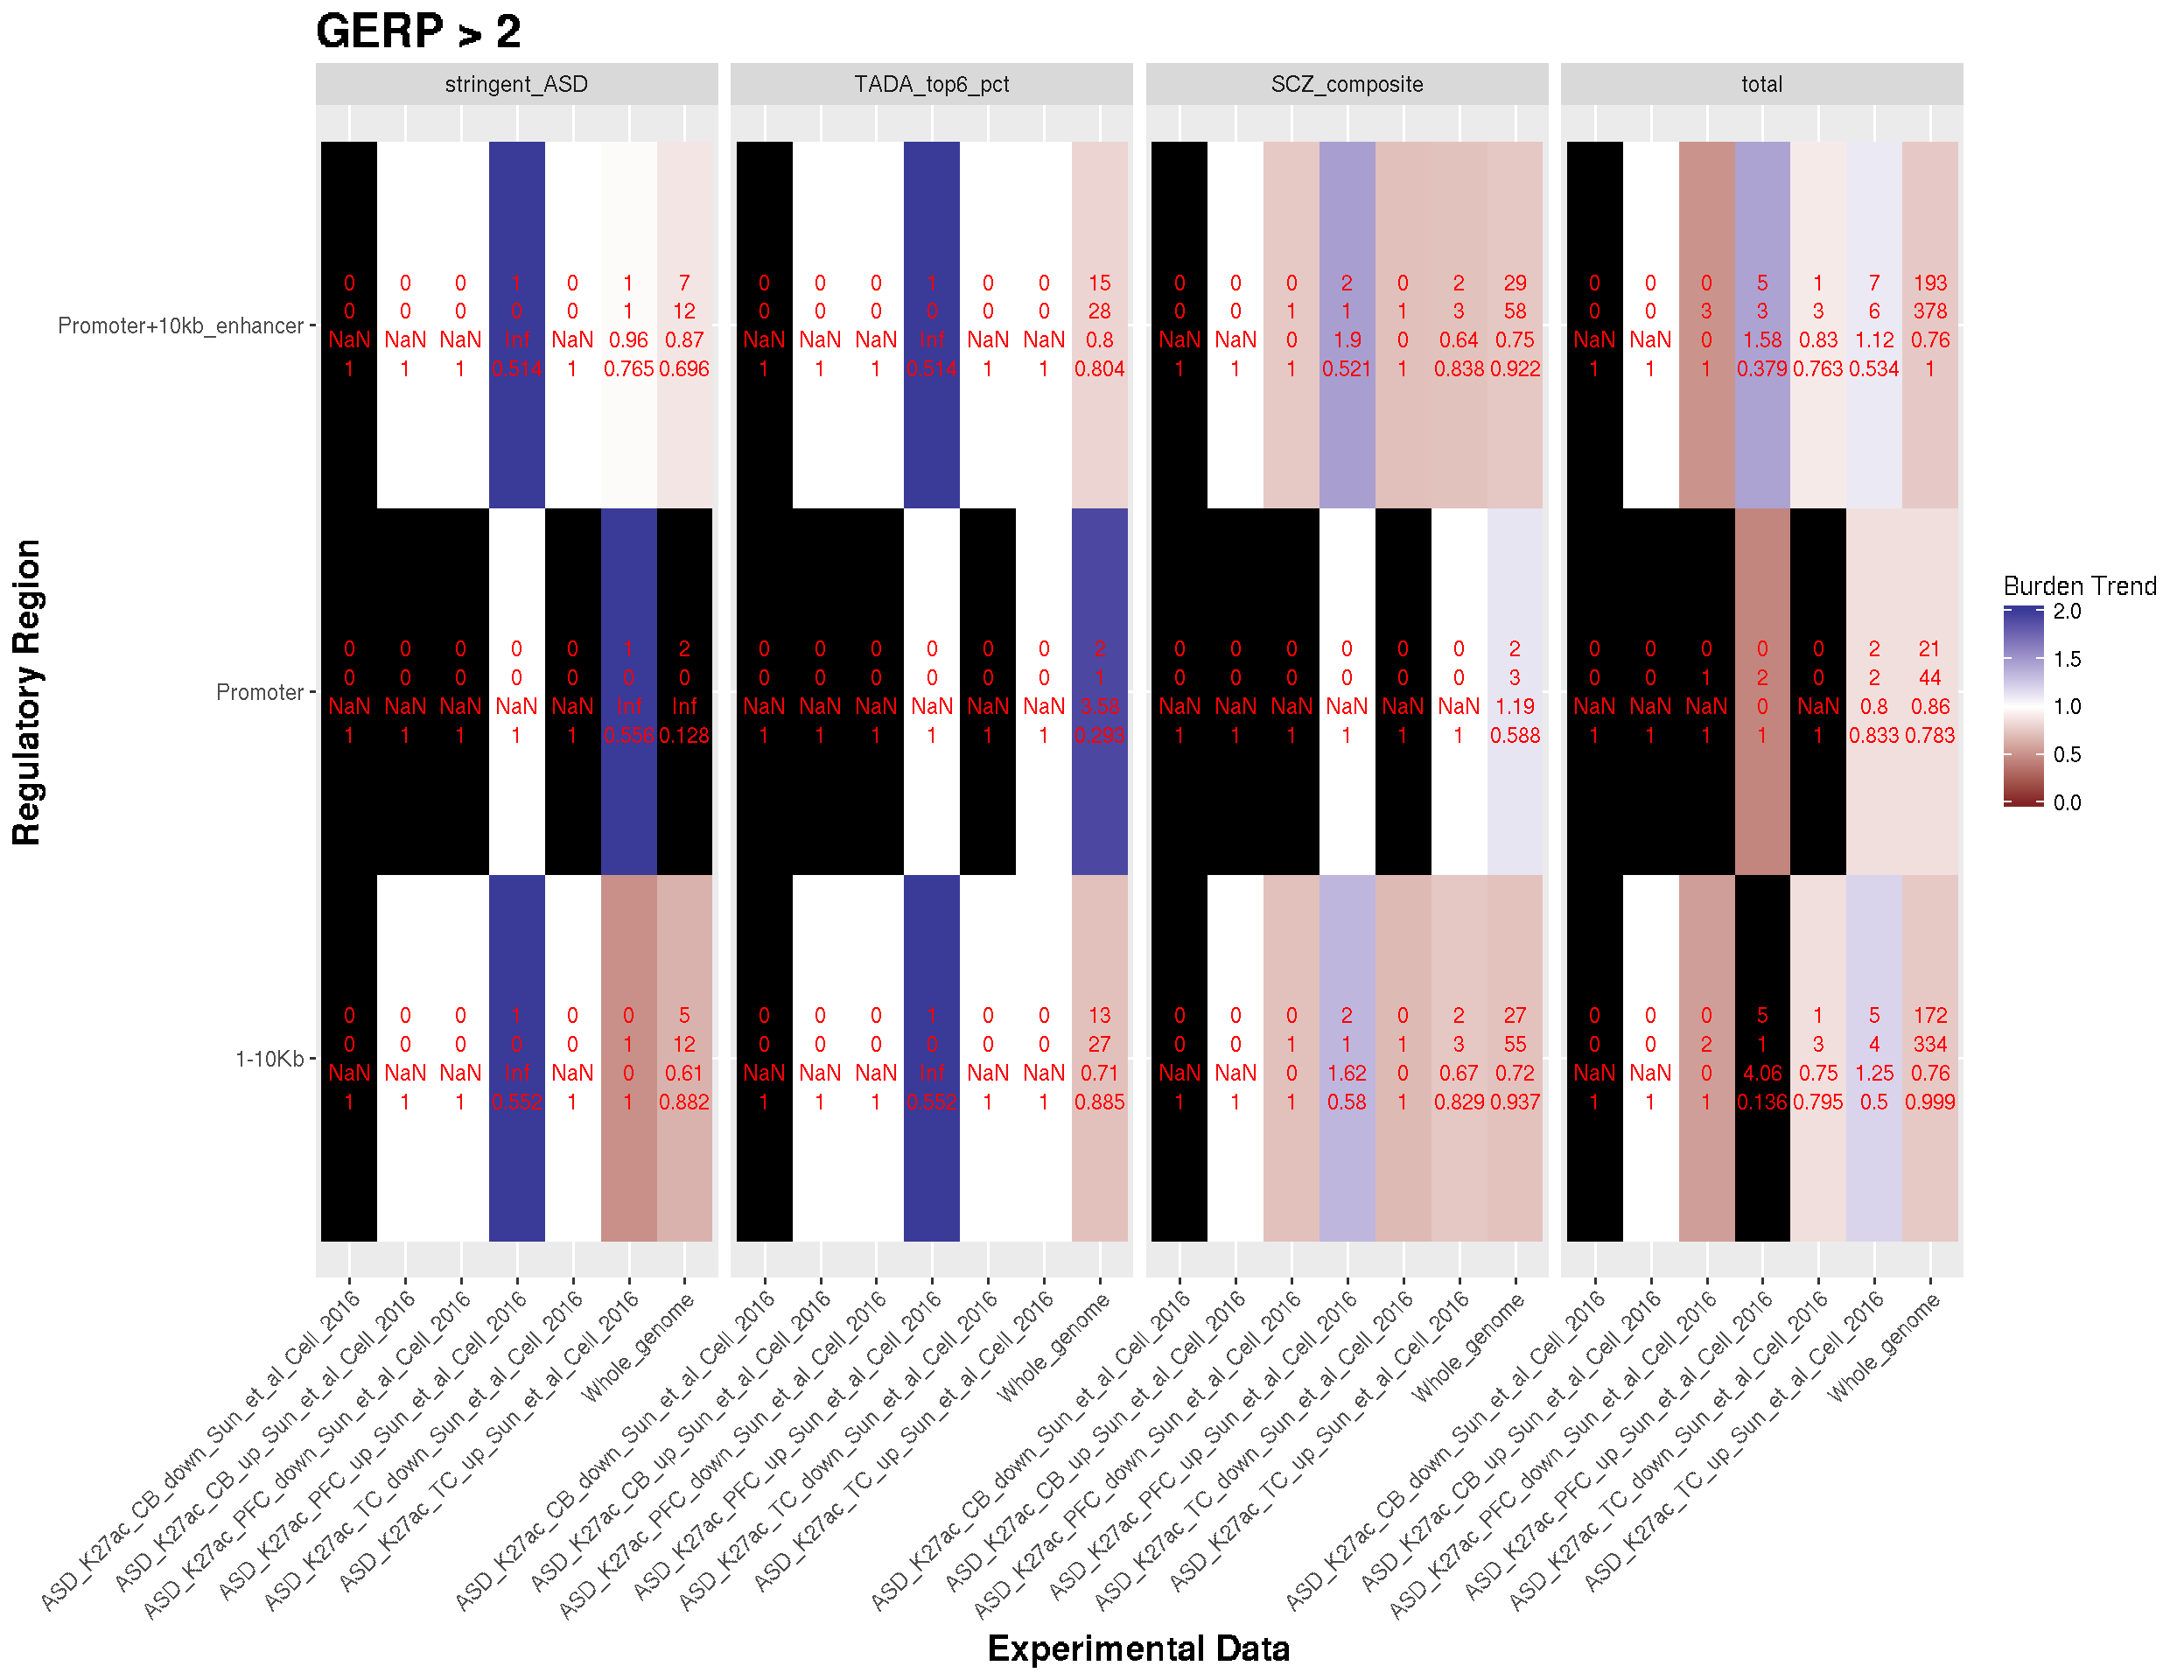 GERP > 2
stringent_ASD TADA_top6_pct SCZ_composite total
Regulatory Region
Promoter+10kb_enhancer
0 0 0 1 0 1 7 0 0 0 1 0 0 15 0 0 0 2 0 2 29 0 0 0 5 1 7 193
0 0 0 0 0 1 12 0 0 0 0 0 0 28 0 0 1 1 1 3 58 0 0 3 3 3 6 378
NaN NaN NaN Inf NaN 0.96 0.87 NaN NaN NaN Inf NaN NaN 0.8 NaN NaN 0 1.9 0 0.64 0.75 NaN NaN 0 1.58 0.83 1.12 0.76
1 1 1 0.514 1 0.765 0.696 1 1 1 0.514 1 1 0.804 1 1 1 0.521 1 0.838 0.922 1 1 1 0.379 0.763 0.534 1
Promoter
0 0 0 0 0 1 2 0 0 0 0 0 0 2 0 0 0 0 0 0 2 0 0 0 0 0 2 21
0 0 0 0 0 0 0 0 0 0 0 0 0 1 0 0 0 0 0 0 3 0 0 1 2 0 2 44
NaN NaN NaN NaN NaN Inf Inf NaN NaN NaN NaN NaN NaN 3.58 NaN NaN NaN NaN NaN NaN 1.19 NaN NaN NaN 0 NaN 0.8 0.86
1 1 1 1 1 0.556 0.128 1 1 1 1 1 1 0.293 1 1 1 1 1 1 0.588 1 1 1 1 1 0.833 0.783
1-10Kb
0 0 0 1 0 0 5 0 0 0 1 0 0 13 0 0 0 2 0 2 27 0 0 0 5 1 5 172
0 0 0 0 0 1 12 0 0 0 0 0 0 27 0 0 1 1 1 3 55 0 0 2 1 3 4 334
NaN NaN NaN Inf NaN 0 0.61 NaN NaN NaN Inf NaN NaN 0.71 NaN NaN 0 1.62 0 0.67 0.72 NaN NaN 0 4.06 0.75 1.25 0.76
1 1 1 0.552 1 1 0.882 1 1 1 0.552 1 1 0.885 1 1 1 0.58 1 0.829 0.937 1 1 1 0.136 0.795 0.5 0.999
Burden Trend
2.0
1.5
1.0
0.5
0.0
ASD_K27ac_CB_down_Sun_et_al_Cell_2016
ASD_K27ac_CB_up_Sun_et_al_Cell_2016
ASD_K27ac_PFC_down_Sun_et_al_Cell_2016
ASD_K27ac_PFC_up_Sun_et_al_Cell_2016
ASD_K27ac_TC_down_Sun_et_al_Cell_2016
ASD_K27ac_TC_up_Sun_et_al_Cell_2016
Whole_genome
ASD_K27ac_CB_down_Sun_et_al_Cell_2016
ASD_K27ac_CB_up_Sun_et_al_Cell_2016
ASD_K27ac_PFC_down_Sun_et_al_Cell_2016
ASD_K27ac_PFC_up_Sun_et_al_Cell_2016
ASD_K27ac_TC_down_Sun_et_al_Cell_2016
ASD_K27ac_TC_up_Sun_et_al_Cell_2016
Whole_genome
ASD_K27ac_CB_down_Sun_et_al_Cell_2016
ASD_K27ac_CB_up_Sun_et_al_Cell_2016
ASD_K27ac_PFC_down_Sun_et_al_Cell_2016
ASD_K27ac_PFC_up_Sun_et_al_Cell_2016
ASD_K27ac_TC_down_Sun_et_al_Cell_2016
ASD_K27ac_TC_up_Sun_et_al_Cell_2016
Whole_genome
ASD_K27ac_CB_down_Sun_et_al_Cell_2016
ASD_K27ac_CB_up_Sun_et_al_Cell_2016
ASD_K27ac_PFC_down_Sun_et_al_Cell_2016
ASD_K27ac_PFC_up_Sun_et_al_Cell_2016
ASD_K27ac_TC_down_Sun_et_al_Cell_2016
ASD_K27ac_TC_up_Sun_et_al_Cell_2016
Whole_genome
Experimental Data